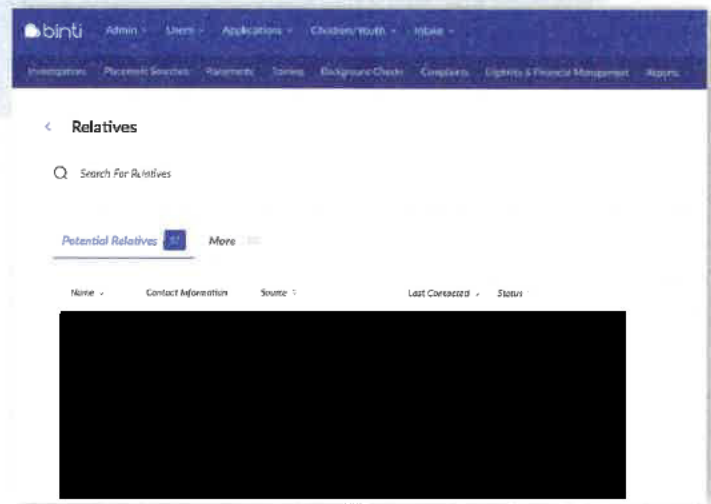 binti Admin Users Applications Children/Youth Intake
Investigations Placement Searches Placements Training Background Checks Complaints Eligibility & Financial Management Reports
Relatives
Search For Relatives
Potential Relatives More
Name Contact Information Source Last Contacted Status